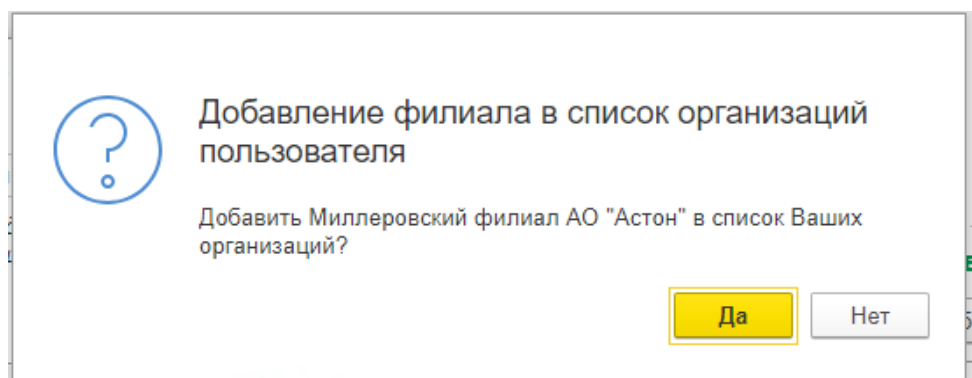 Добавление филиала в список организаций
пользователя
Добавить Миллеровский филиал АО "Астон" в список Ваших
организаций?
Да
Нет